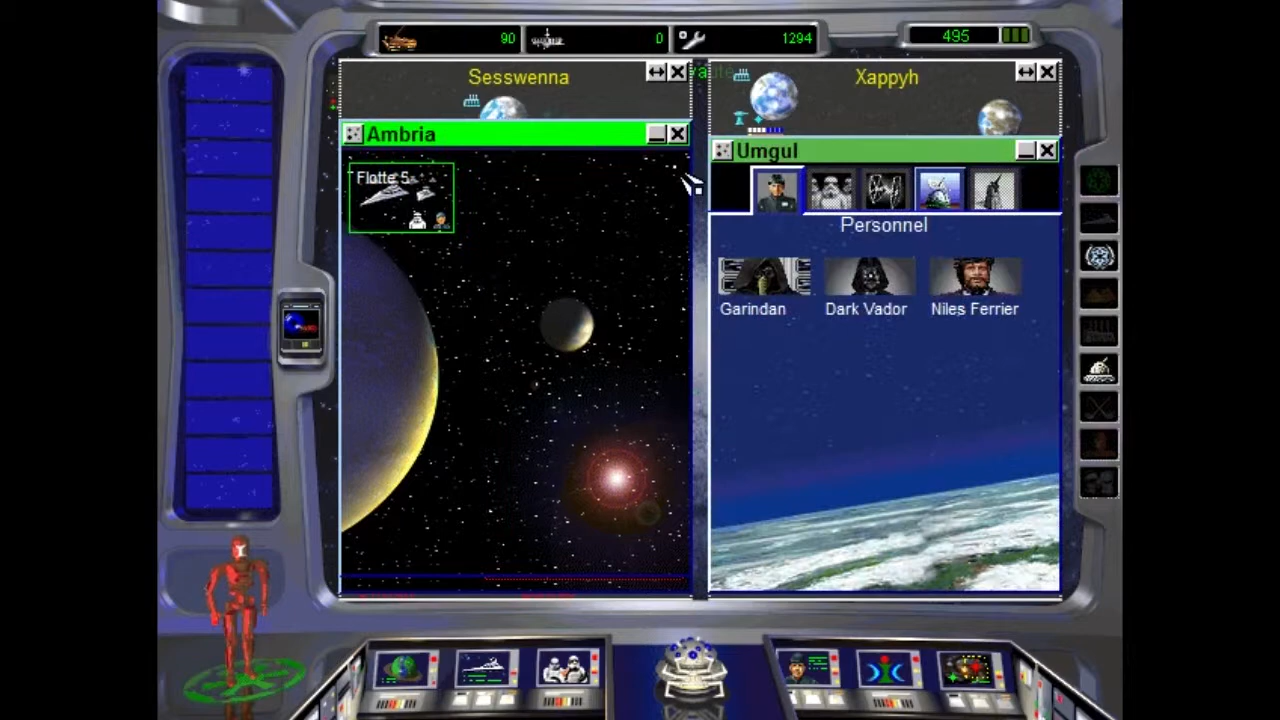 90
0
1294
495
Sesswenna
Xappyh
Ambria
Umgul
Flotte 5
Personnel
Garindan
Dark Vador
Niles Ferrier